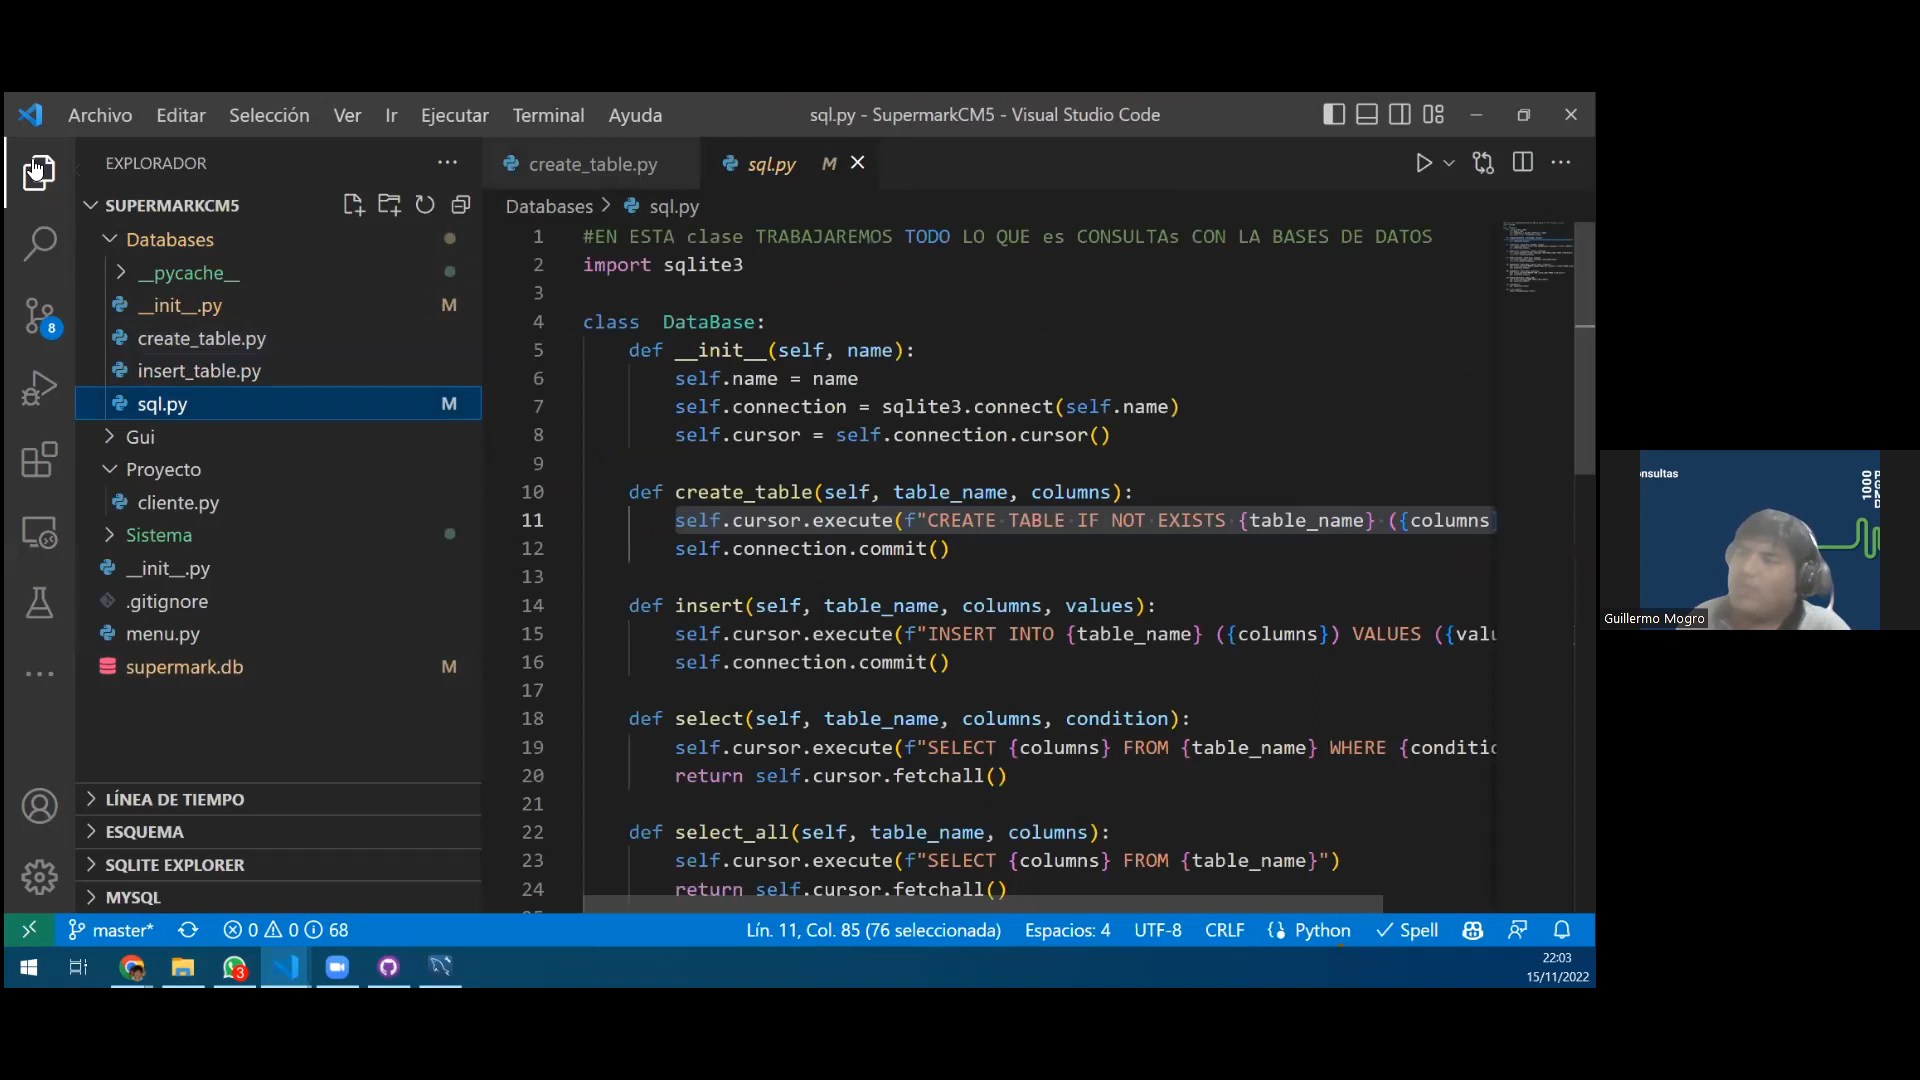 Archivo Editar Selección Ver Ir Ejecutar Terminal Ayuda sql.py - SupermarkCM5 - Visual Studio Code
EXPLORADOR
SUPERMARKCM5
Databases
__pycache__
__init__.py M
create_table.py
insert_table.py
sql.py M
Gui
Proyecto
cliente.py
Sistema
__init__.py
.gitignore
menu.py
supermark.db M
LÍNEA DE TIEMPO
ESQUEMA
SQLITE EXPLORER
MYSQL
8
create_table.py sql.py M
Databases > sql.py
1 #EN ESTA clase TRABAJAREMOS TODO LO QUE es CONSULTAs CON LA BASES DE DATOS
2 import sqlite3
3
4 class  DataBase:
5 def __init__(self, name):
6 self.name = name
7 self.connection = sqlite3.connect(self.name)
8 self.cursor = self.connection.cursor()
9
10 def create_table(self, table_name, columns):
11 self.cursor.execute(f"CREATE TABLE IF NOT EXISTS {table_name} ({columns
12 self.connection.commit()
13
14 def insert(self, table_name, columns, values):
15 self.cursor.execute(f"INSERT INTO {table_name} ({columns}) VALUES ({valu
16 self.connection.commit()
17
18 def select(self, table_name, columns, condition):
19 self.cursor.execute(f"SELECT {columns} FROM {table_name} WHERE {conditio
20 return self.cursor.fetchall()
21
22 def select_all(self, table_name, columns):
23 self.cursor.execute(f"SELECT {columns} FROM {table_name}")
24 return self.cursor.fetchall()
master* 0 0 68 Lín. 11, Col. 85 (76 seleccionada) Espacios: 4 UTF-8 CRLF Python Spell
3
22:03
15/11/2022
nsultas
Guillermo Mogro